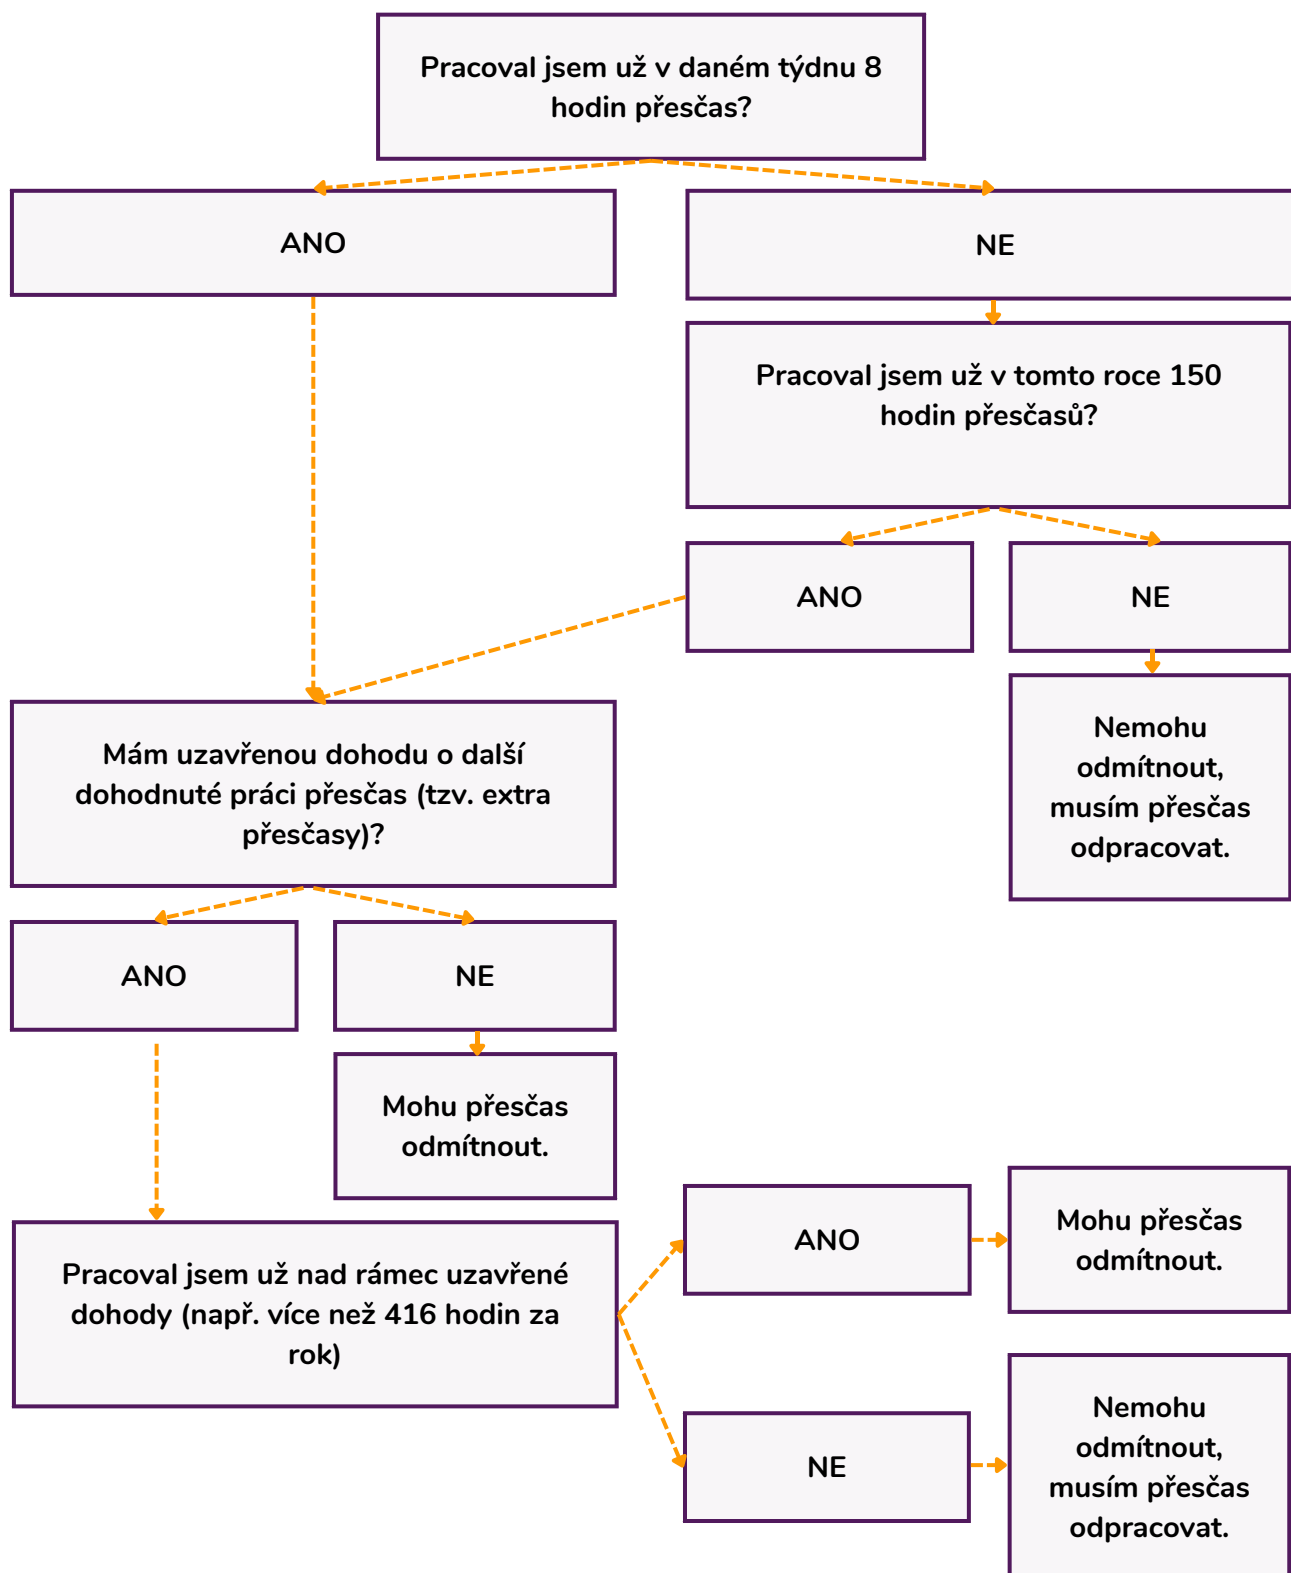 Pracoval jsem už v daném týdnu 8
hodin přesčas?
ANO
NE
Pracoval jsem už v tomto roce 150
hodin přesčasů?
ANO
NE
Nemohu
odmítnout,
musím přesčas
odpracovat.
Mám uzavřenou dohodu o další
dohodnuté práci přesčas (tzv. extra
přesčasy)?
ANO
NE
Mohu přesčas
odmítnout.
Pracoval jsem už nad rámec uzavřené
dohody (např. více než 416 hodin za
rok)
ANO
Mohu přesčas
odmítnout.
NE
Nemohu
odmítnout,
musím přesčas
odpracovat.